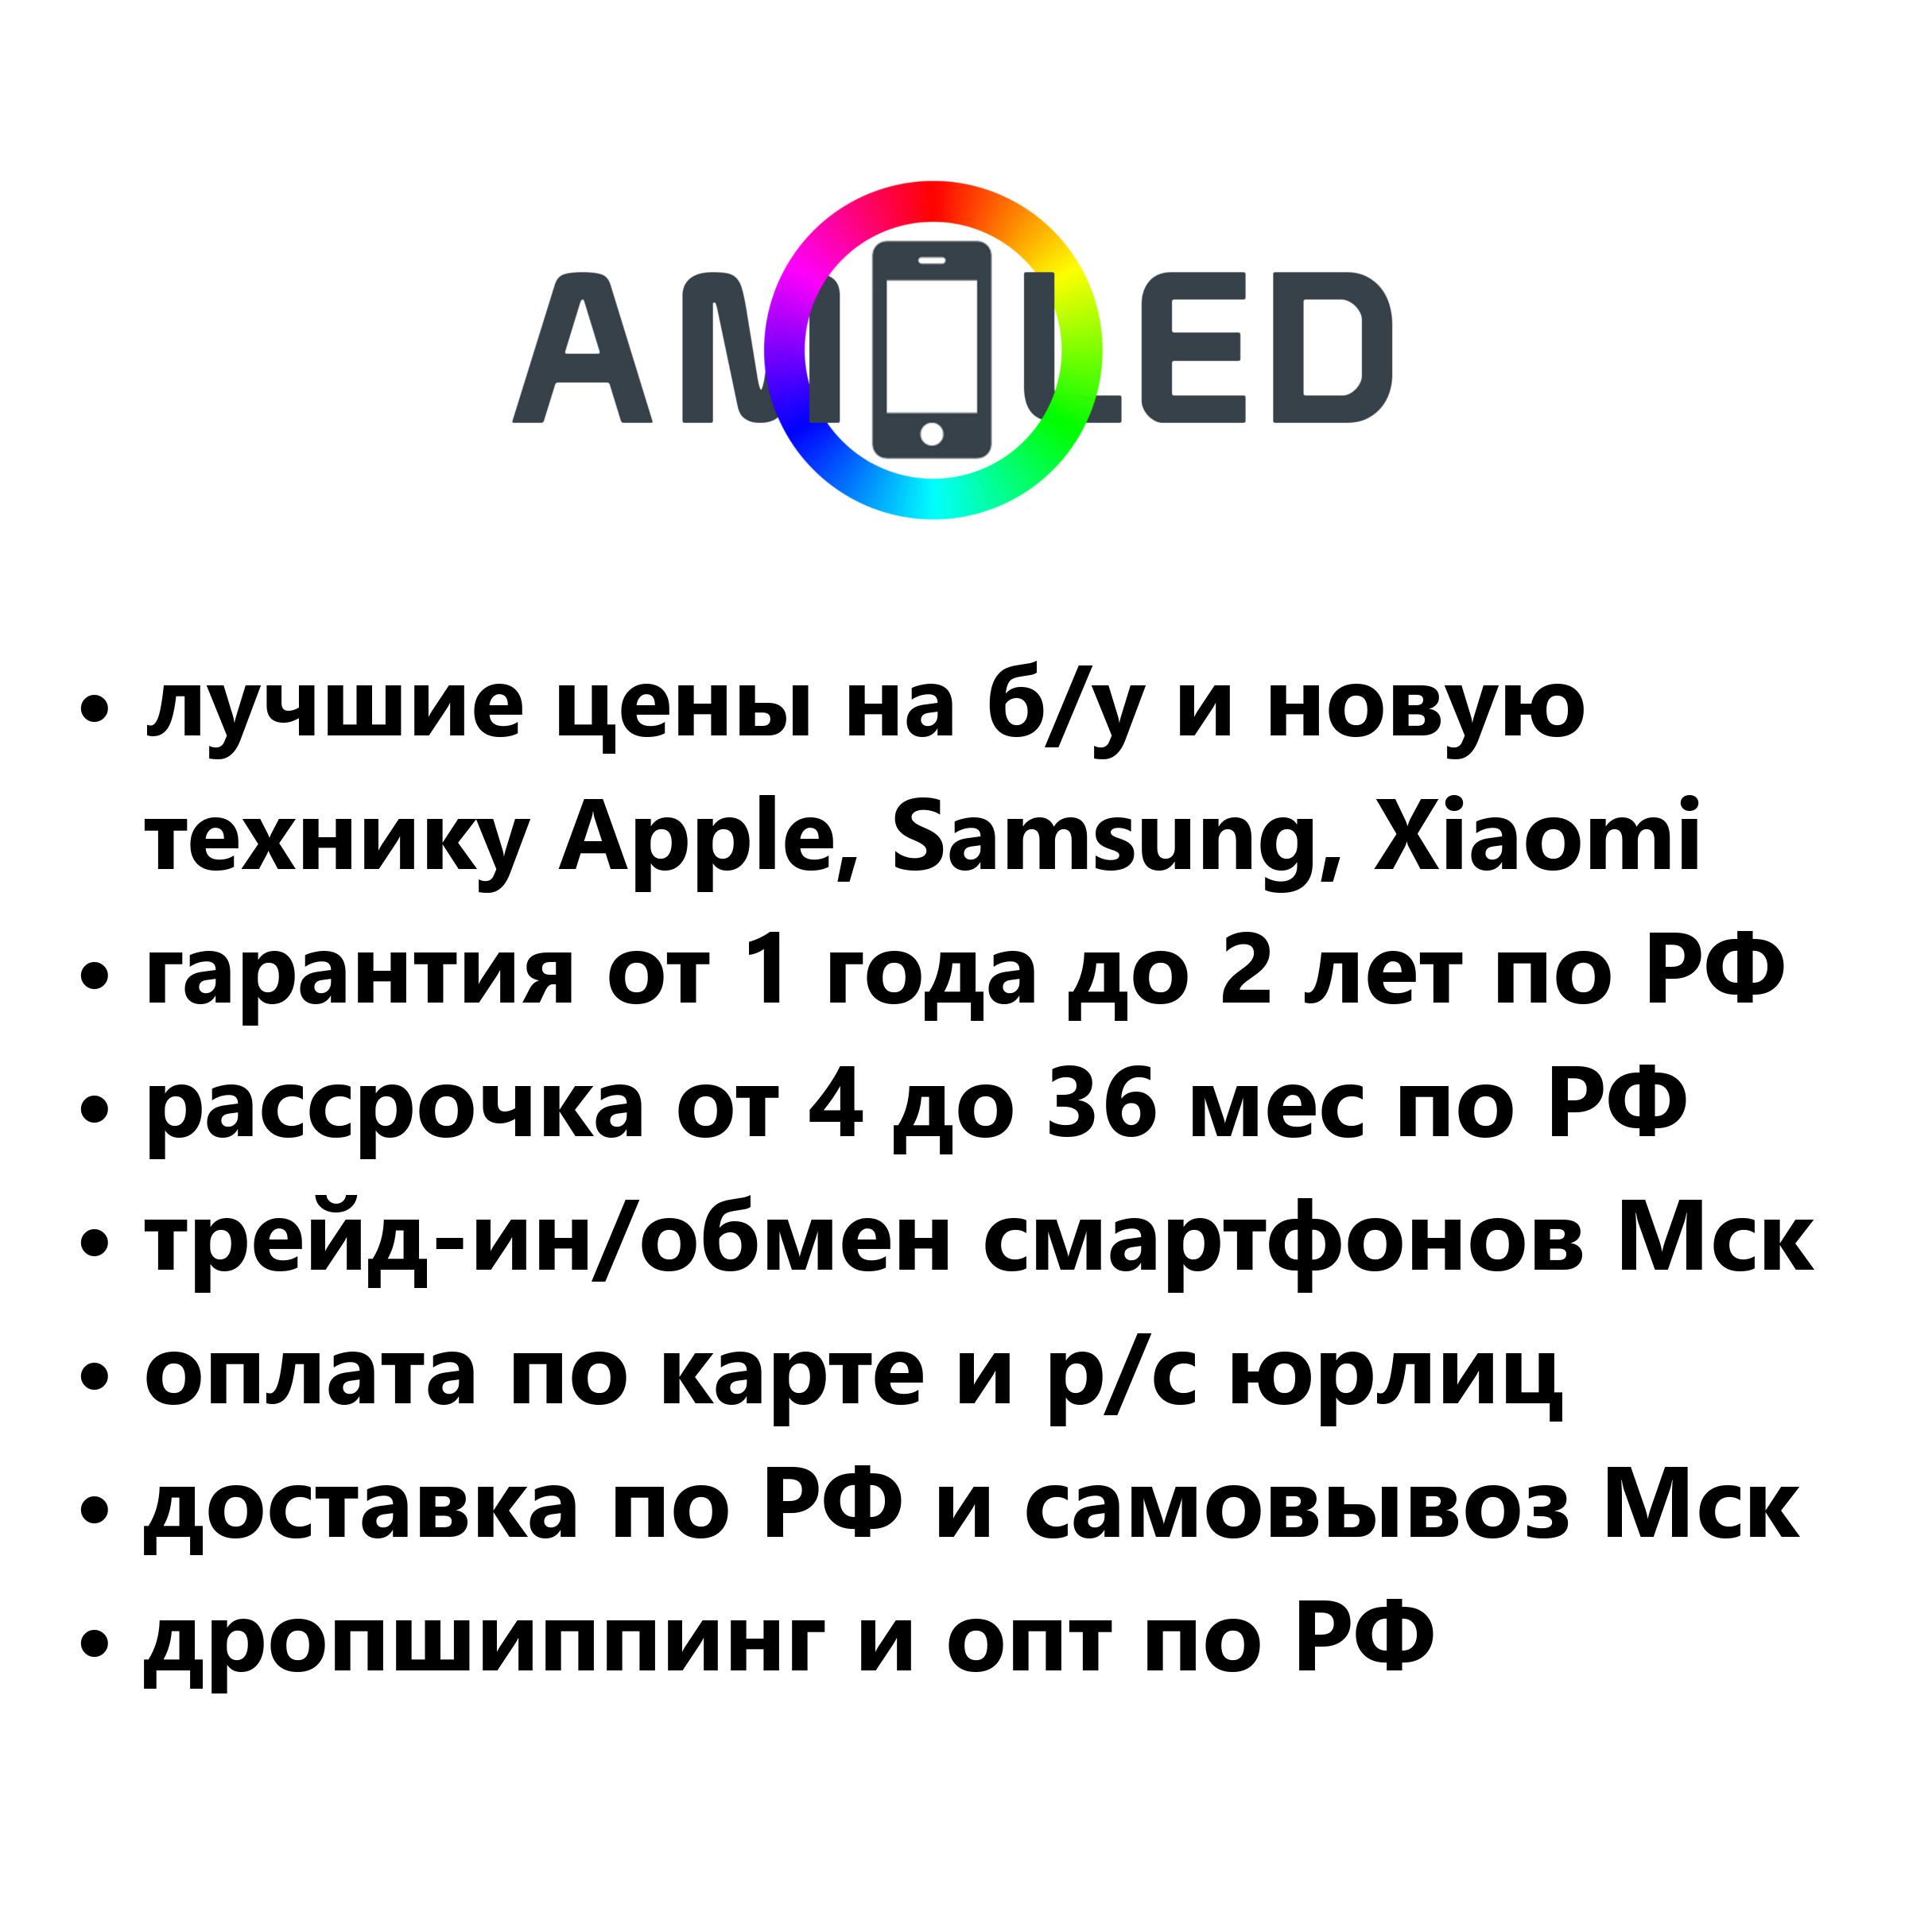 AMOLED
• лучшие цены на б/у и новую
технику Apple, Samsung, Xiaomi
• гарантия от 1 года до 2 лет по РФ
• рассрочка от 4 до 36 мес по РФ
• трейд-ин/обмен смартфонов Мск
• оплата по карте и р/с юрлиц
• доставка по РФ и самовывоз Мск
• дропшиппинг и опт по РФ